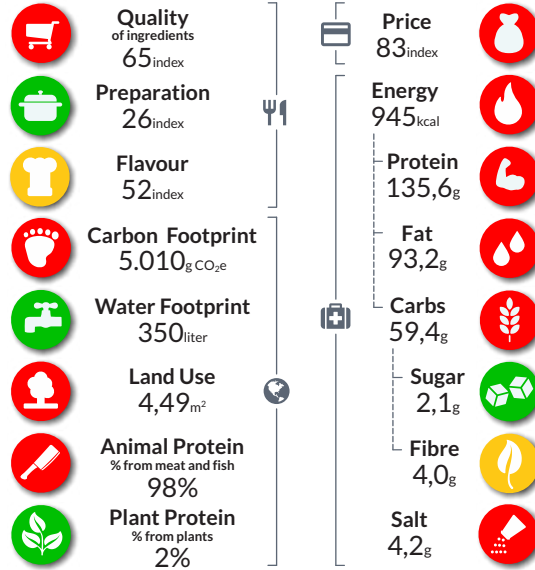 Quality
of ingredients
65index
Preparation
26index
Flavour
52index
Carbon Footprint
5.010g CO₂e
Water Footprint
350liter
Land Use
4,49m²
Animal Protein
% from meat and fish
98%
Plant Protein
% from plants
2%
Price
83index
Energy
945kcal
Protein
135,6g
Fat
93,2g
Carbs
59,4g
Sugar
2,1g
Fibre
4,0g
Salt
4,2g